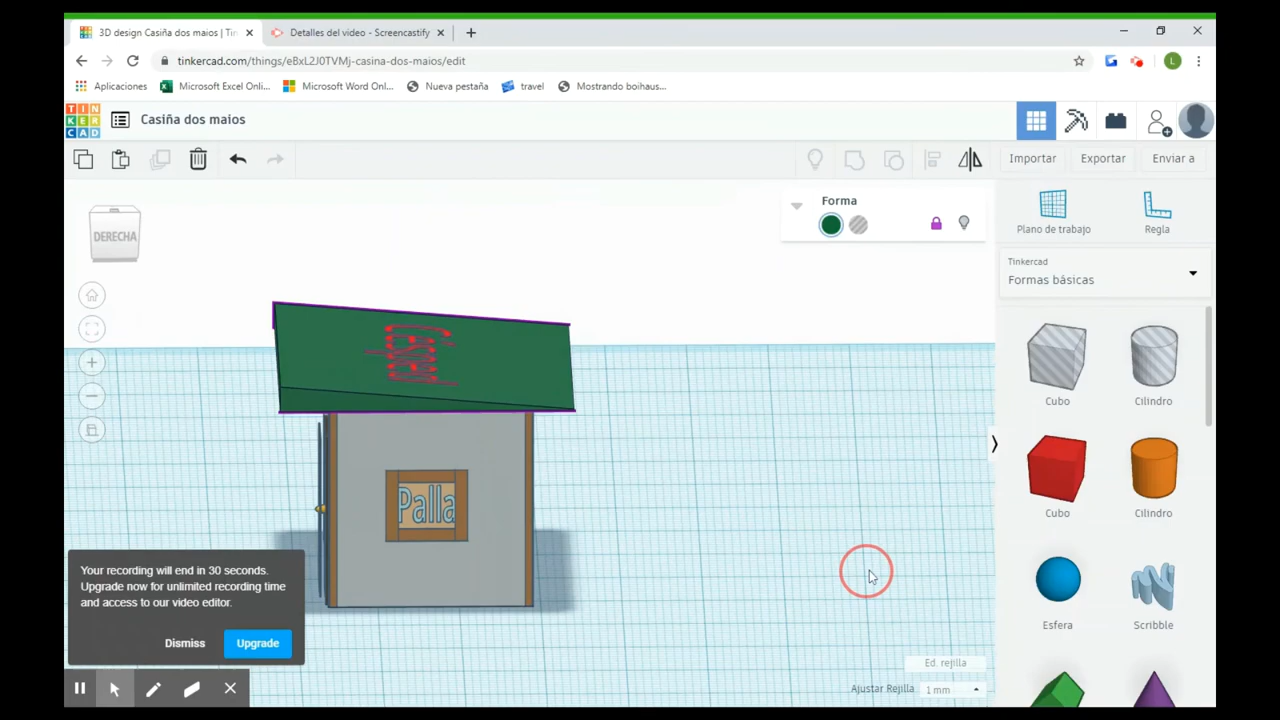 3D design Casiña dos maios | Tin
Detalles del video - Screencastify
tinkercad.com/things/eBxL2J0TVMj-casina-dos-maios/edit
L
Aplicaciones
Microsoft Excel Onli...
Microsoft Word Onl...
Nueva pestaña
travel
Mostrando boihaus...
TIN
KER
CAD
Casiña dos maios
Importar
Exportar
Enviar a
DERECHA
Forma
Plano de trabajo
Regla
Tinkercad
Formas básicas
Cubo
Cilindro
Cubo
Cilindro
Esfera
Scribble
Palla
Your recording will end in 30 seconds.
Upgrade now for unlimited recording time
and access to our video editor.
Dismiss
Upgrade
Ed. rejilla
Ajustar Rejilla
1 mm